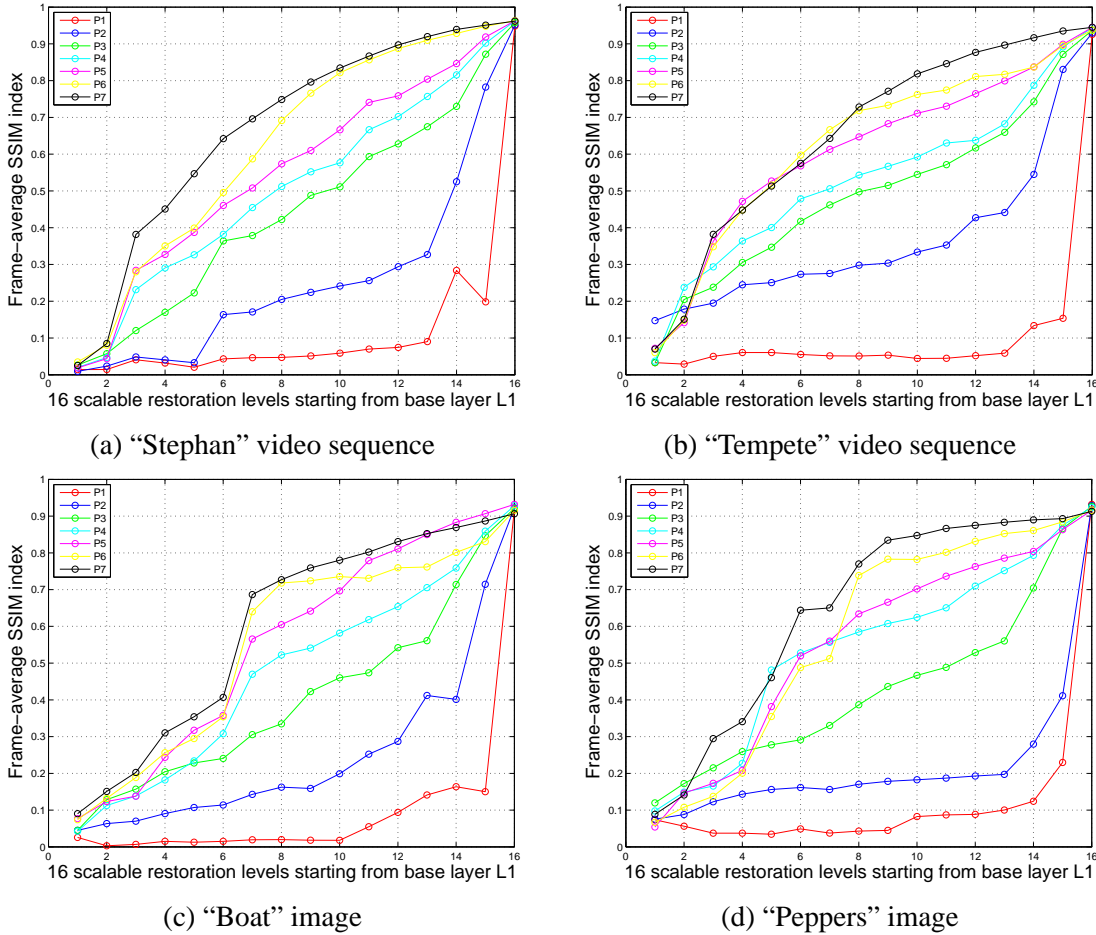 1
0.9
0.8
0.7
0.6
0.5
0.4
0.3
0.2
0.1
0
Frame−average SSIM index
P1
P2
P3
P4
P5
P6
P7
0 2 4 6 8 10 12 14 16
16 scalable restoration levels starting from base layer L1
(a) “Stephan” video sequence
1
0.9
0.8
0.7
0.6
0.5
0.4
0.3
0.2
0.1
0
Frame−average SSIM index
P1
P2
P3
P4
P5
P6
P7
0 2 4 6 8 10 12 14 16
16 scalable restoration levels starting from base layer L1
(b) “Tempete” video sequence
1
0.9
0.8
0.7
0.6
0.5
0.4
0.3
0.2
0.1
0
Frame−average SSIM index
P1
P2
P3
P4
P5
P6
P7
0 2 4 6 8 10 12 14 16
16 scalable restoration levels starting from base layer L1
(c) “Boat” image
1
0.9
0.8
0.7
0.6
0.5
0.4
0.3
0.2
0.1
0
Frame−average SSIM index
P1
P2
P3
P4
P5
P6
P7
0 2 4 6 8 10 12 14 16
16 scalable restoration levels starting from base layer L1
(d) “Peppers” image